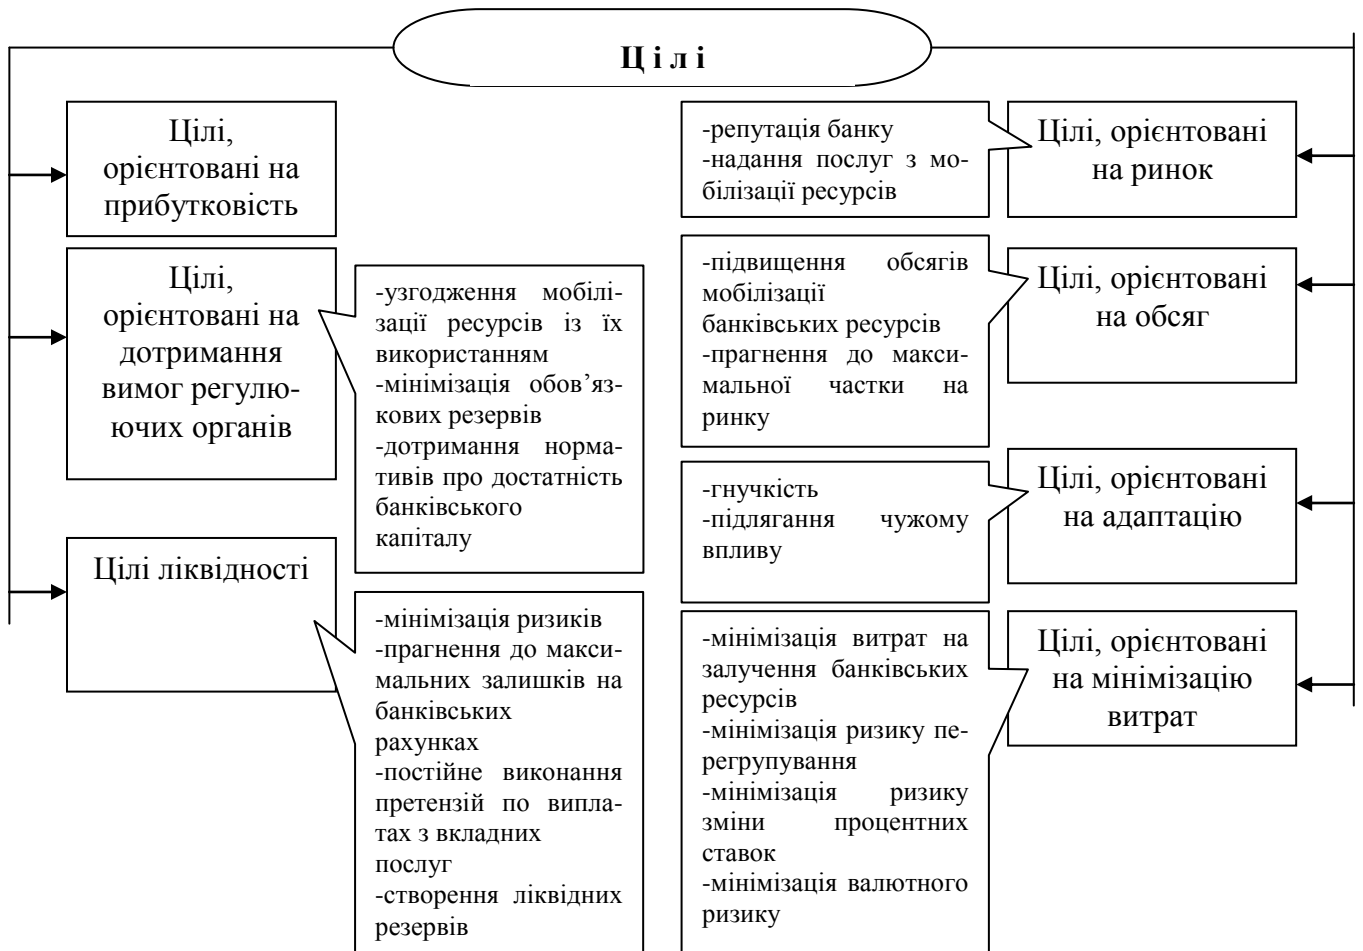 Ц і л і
Цілі,
орієнтовані на
прибутковість
Цілі,
орієнтовані на
дотримання
вимог регулю-
ючих органів
-узгодження мобілі-
зації ресурсів із їх
використанням
-мінімізація обов’яз-
кових резервів
-дотримання норма-
тивів про достатність
банківського
капіталу
Цілі ліквідності
-мінімізація ризиків
-прагнення до макси-
мальних залишків на
банківських
рахунках
-постійне виконання
претензій по випла-
тах з вкладних
послуг
-створення ліквідних
резервів
-репутація банку
-надання послуг з мо-
білізації ресурсів
Цілі, орієнтовані
на ринок
-підвищення обсягів
мобілізації
банківських ресурсів
-прагнення до макси-
мальної частки на
ринку
Цілі, орієнтовані
на обсяг
-гнучкість
-підлягання чужому
впливу
Цілі, орієнтовані
на адаптацію
-мінімізація витрат на
залучення банківських
ресурсів
-мінімізація ризику пе-
регрупування
-мінімізація ризику
зміни процентних
ставок
-мінімізація валютного
ризику
Цілі, орієнтовані
на мінімізацію
витрат